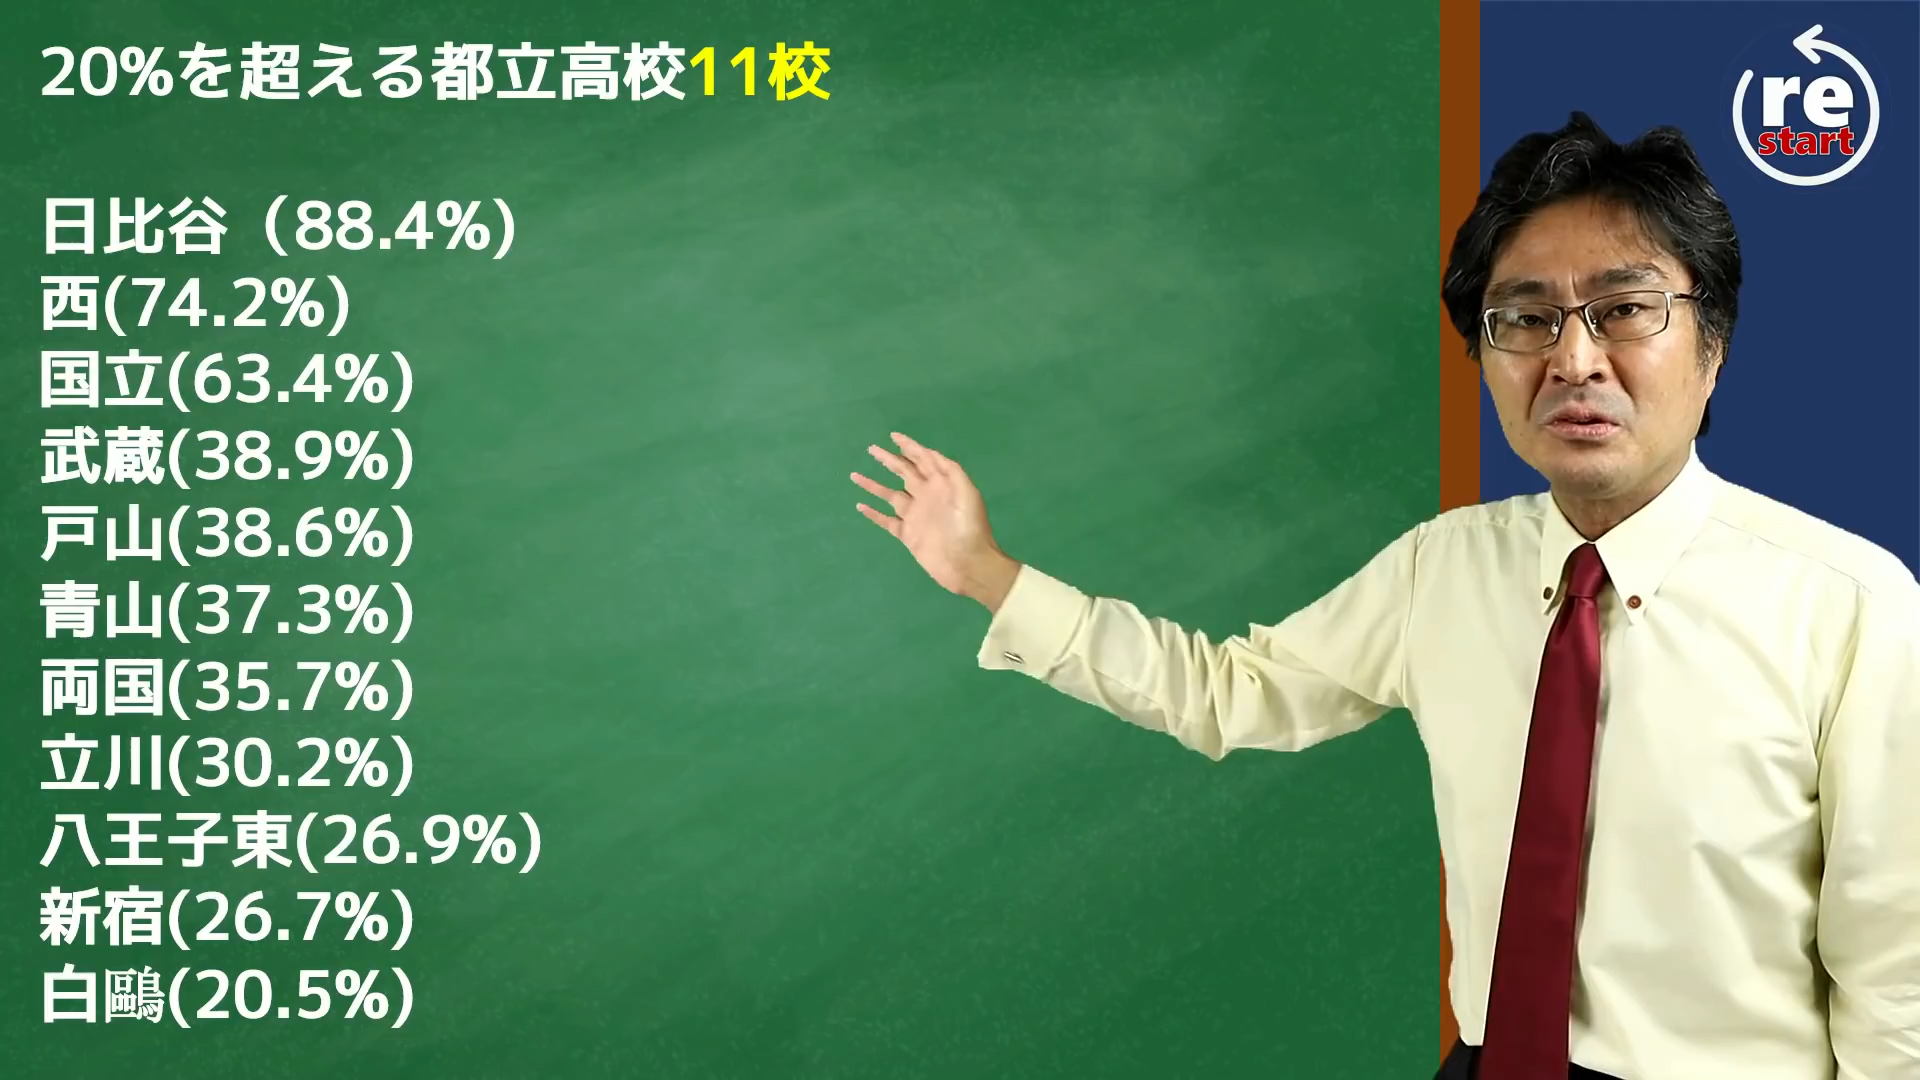 20%を超える都立高校11校
日比谷（88.4%)
西(74.2%)
国立(63.4%)
武蔵(38.9%)
戸山(38.6%)
青山(37.3%)
両国(35.7%)
立川(30.2%)
八王子東(26.9%)
新宿(26.7%)
白鷗(20.5%)
re
start